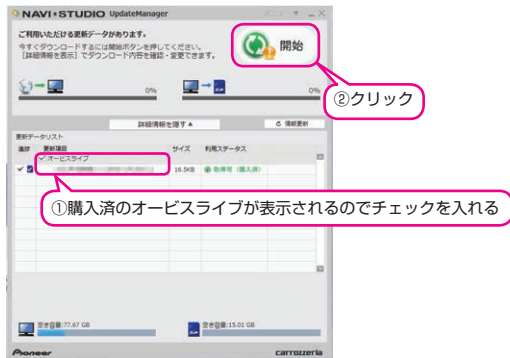 NAVI•STUDIO UpdateManager
ご利用いただける更新データがあります。
今すぐダウンロードするには開始ボタンを押してください。
[詳細情報を表示]でダウンロード内容を確認・変更できます。
開始
②クリック
0%
0%
詳細情報を隠す▲
情報更新
更新データリスト
選択 更新項目 サイズ 利用ステータス
オービスライブ
16.5KB 取得可 (購入済)
①購入済のオービスライブが表示されるのでチェックを入れる
空き容量:77.67 GB
空き容量:15.01 GB
Pioneer
carrozzeria